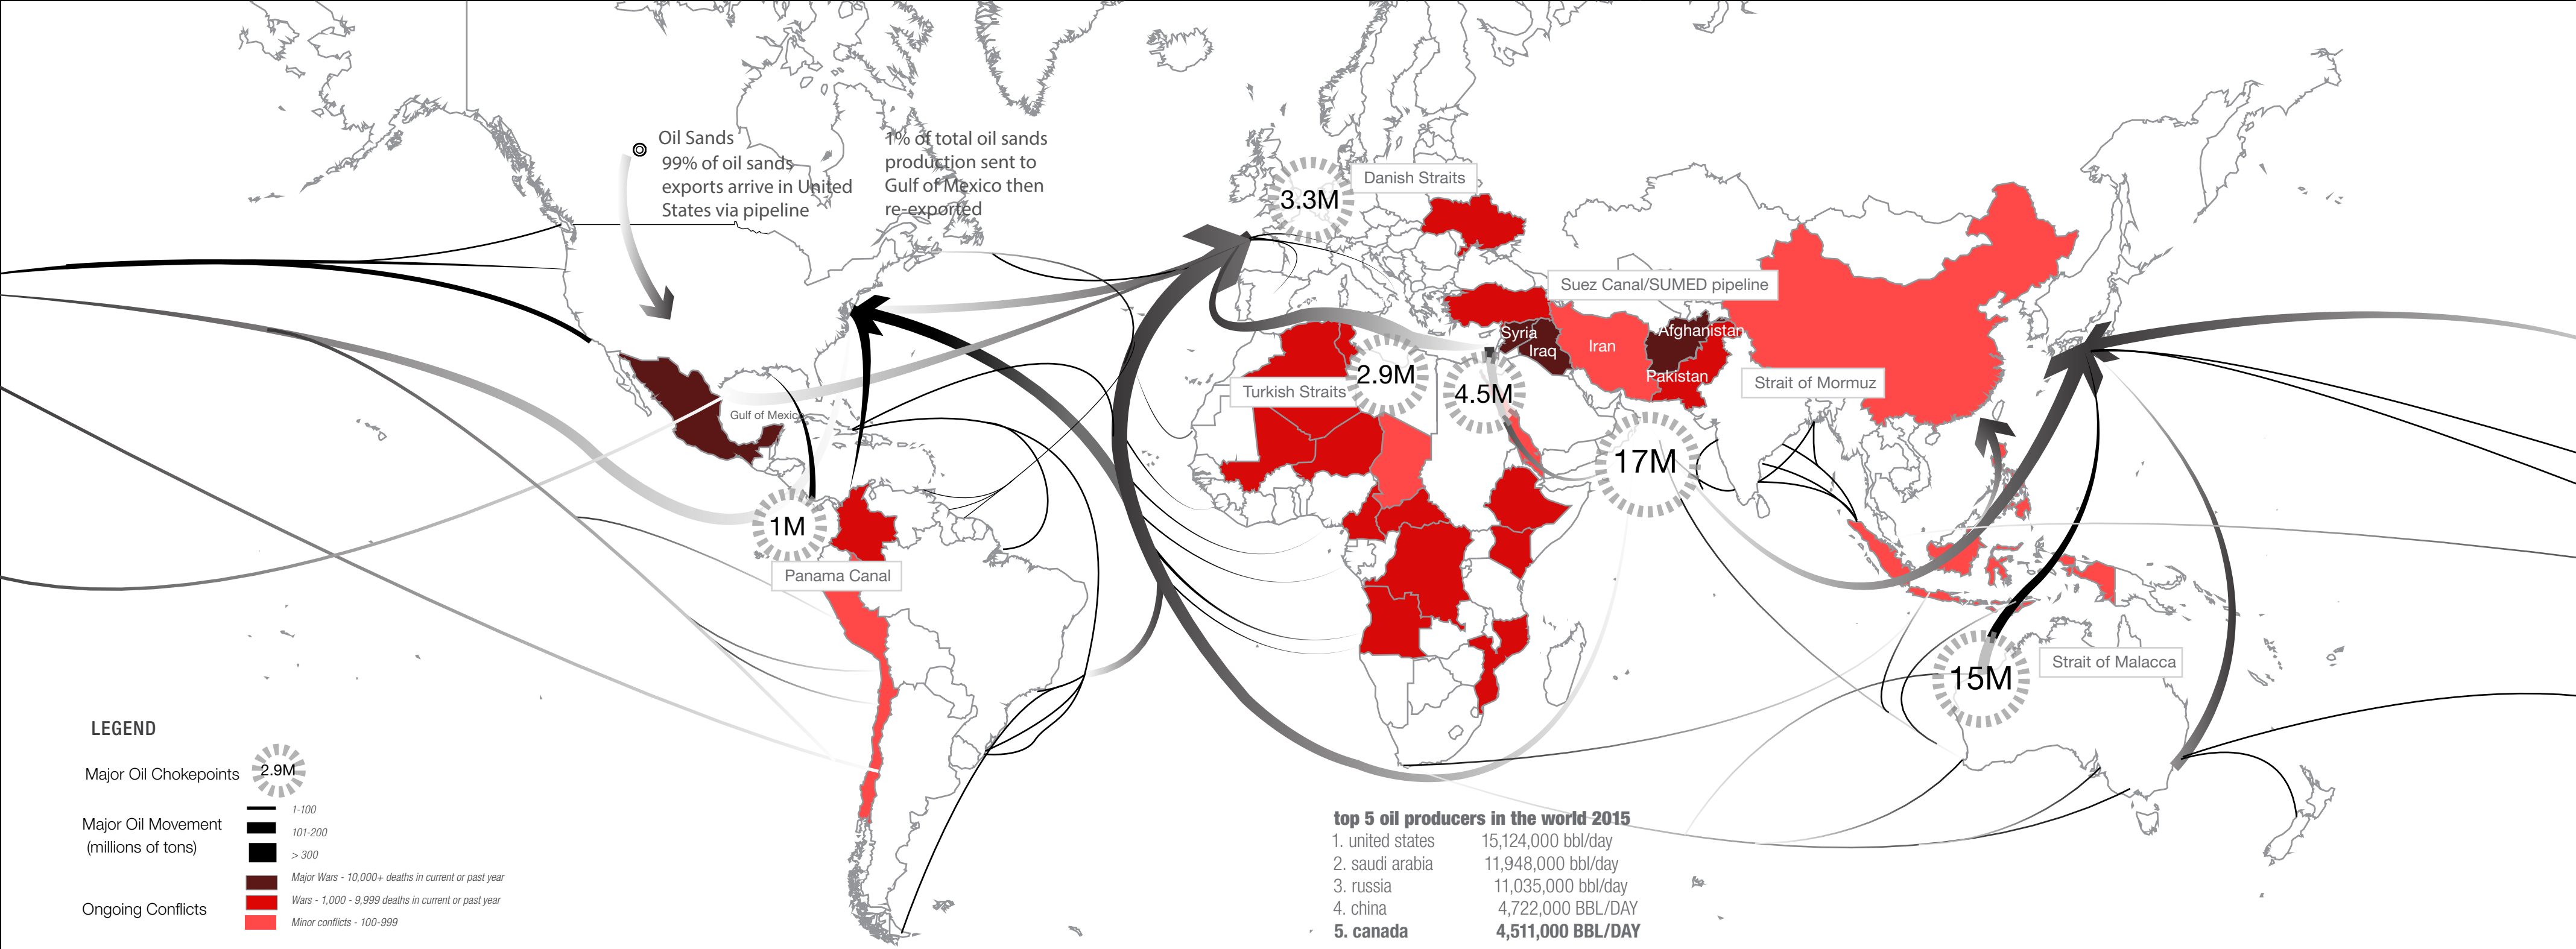 Oil Sands
99% of oil sands
exports arrive in United
States via pipeline
1% of total oil sands
production sent to
Gulf of Mexico then
re-exported
3.3M
Danish Straits
Suez Canal/SUMED pipeline
Syria
Iraq
Iran
Afghanistan
Pakistan
Turkish Straits
2.9M
4.5M
Strait of Mormuz
17M
Gulf of Mexico
1M
Panama Canal
15M
Strait of Malacca
LEGEND
Major Oil Chokepoints
2.9M
Major Oil Movement
(millions of tons)
1-100
101-200
> 300
Ongoing Conflicts
Major Wars - 10,000+ deaths in current or past year
Wars - 1,000 - 9,999 deaths in current or past year
Minor conflicts - 100-999
top 5 oil producers in the world 2015
1. united states 15,124,000 bbl/day
2. saudi arabia 11,948,000 bbl/day
3. russia 11,035,000 bbl/day
4. china 4,722,000 BBL/DAY
5. canada 4,511,000 BBL/DAY